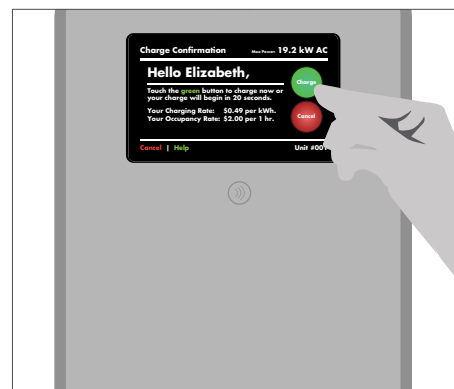 Charge Confirmation Max Power: 19.2 kW AC
Hello Elizabeth,
Touch the green button to charge now or
your charge will begin in 20 seconds.
Your Charging Rate: $0.49 per kWh.
Your Occupancy Rate: $2.00 per 1 hr.
Charge
Cancel
Cancel | Help Unit #001